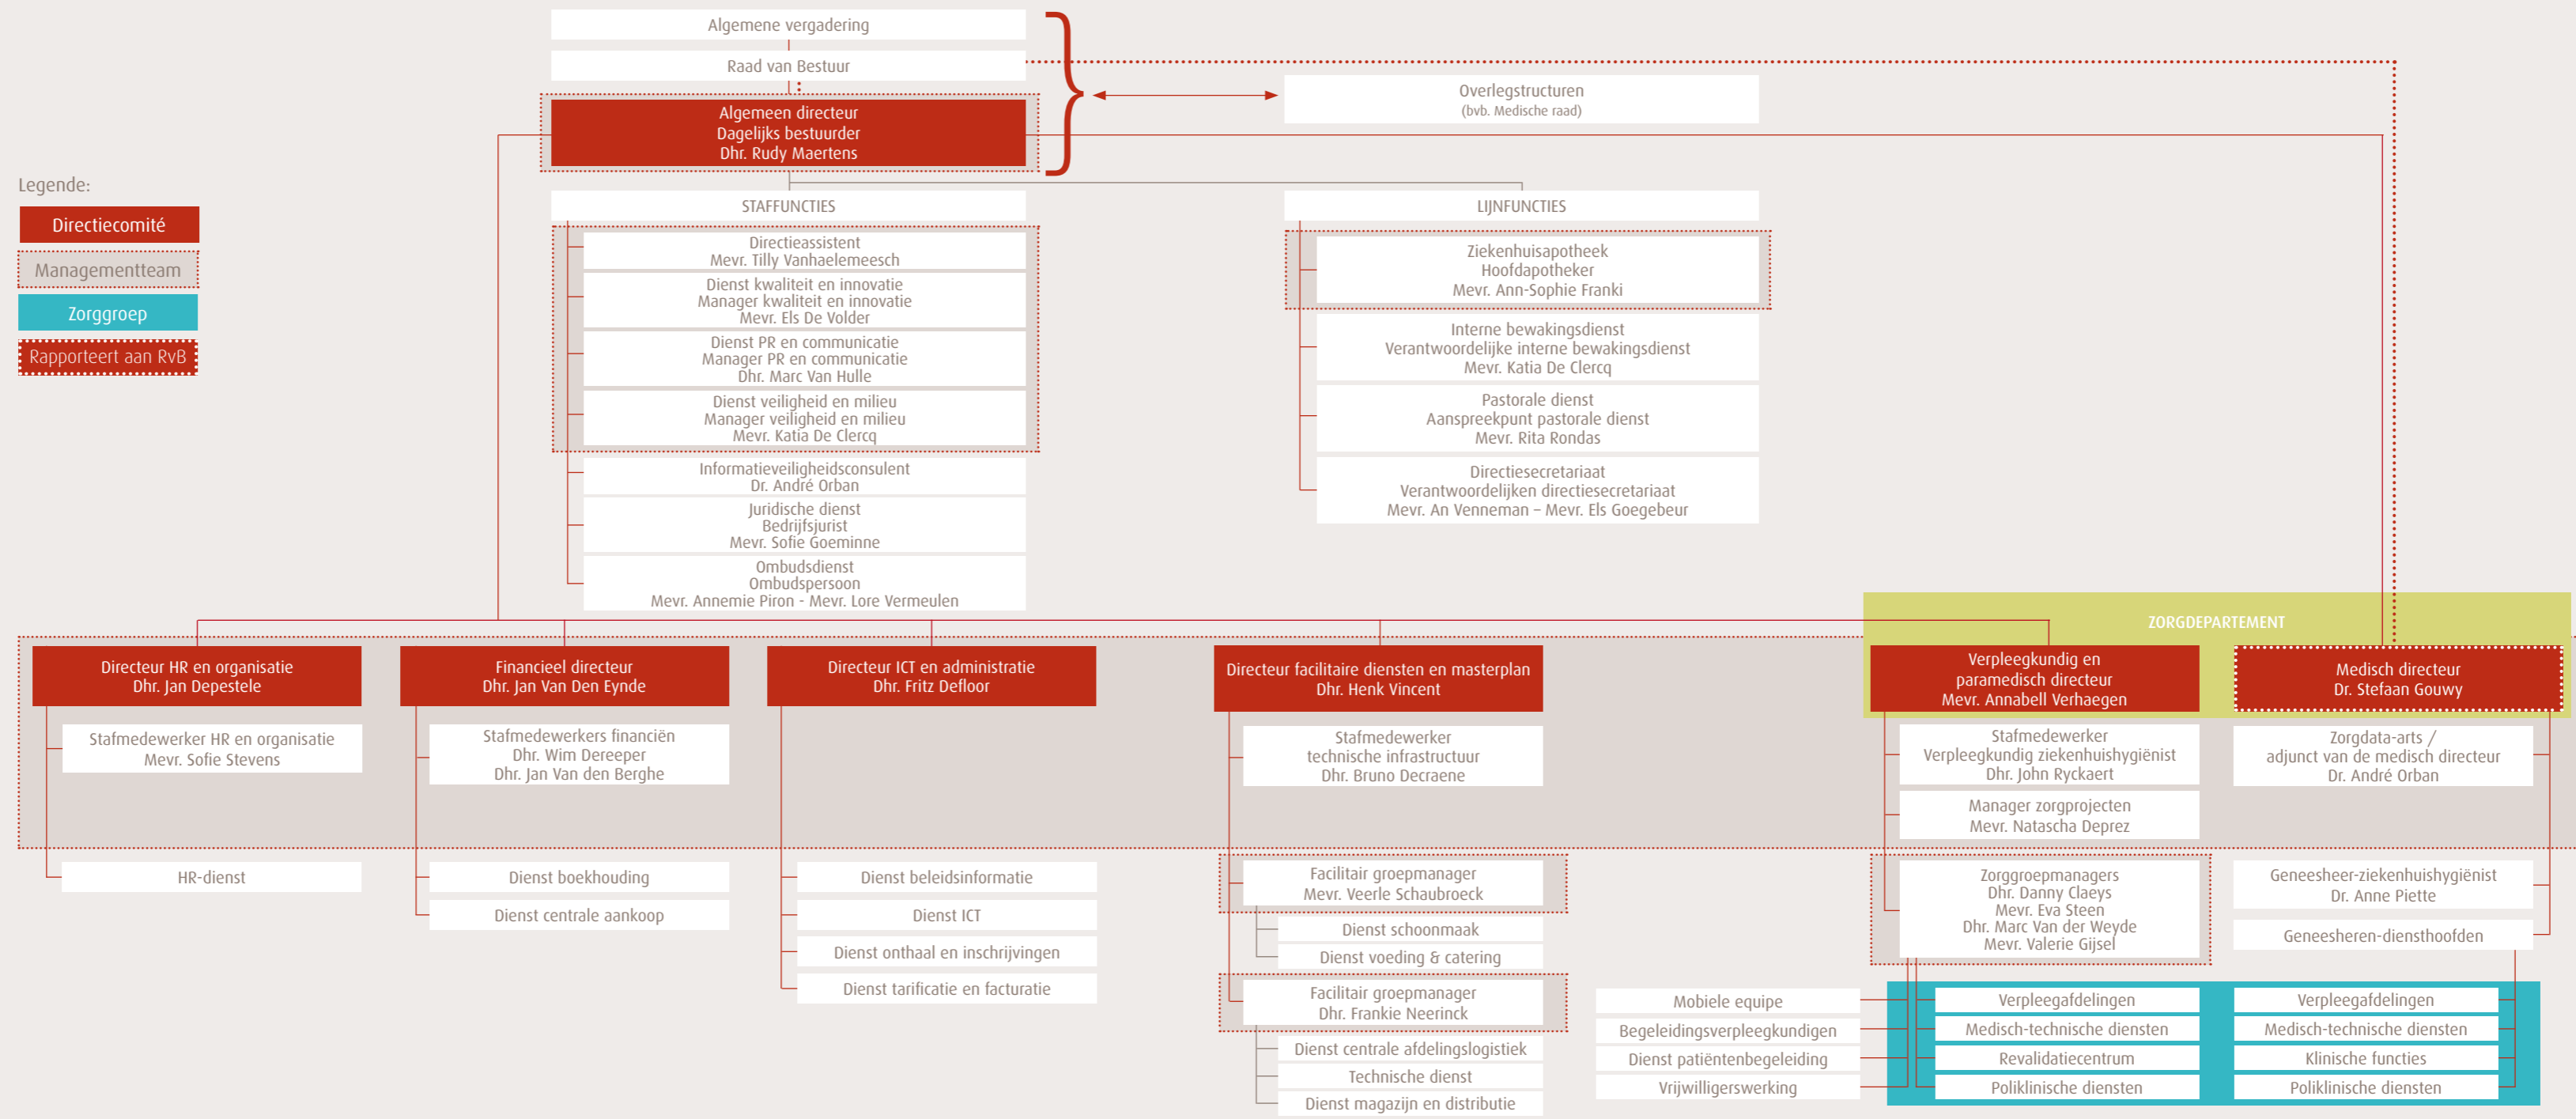 Algemene vergadering
Raad van Bestuur
Algemeen directeur
Dagelijks bestuurder
Dhr. Rudy Maertens
Overlegstructuren
(bvb. Medische raad)
Legende:
Directiecomité
Managementteam
Zorggroep
Rapporteert aan RvB
STAFFUNCTIES
Directieassistent
Mevr. Tilly Vanhaelemeesch
Dienst kwaliteit en innovatie
Manager kwaliteit en innovatie
Mevr. Els De Volder
Dienst PR en communicatie
Manager PR en communicatie
Dhr. Marc Van Hulle
Dienst veiligheid en milieu
Manager veiligheid en milieu
Mevr. Katia De Clercq
Informatieveiligheidsconsulent
Dr. André Orban
Juridische dienst
Bedrijfsjurist
Mevr. Sofie Goeminne
Ombudsdienst
Ombudspersoon
Mevr. Annemie Piron - Mevr. Lore Vermeulen
LIJNFUNCTIES
Ziekenhuisapotheek
Hoofdapotheker
Mevr. Ann-Sophie Franki
Interne bewakingsdienst
Verantwoordelijke interne bewakingsdienst
Mevr. Katia De Clercq
Pastorale dienst
Aanspreekpunt pastorale dienst
Mevr. Rita Rondas
Directiesecretariaat
Verantwoordelijken directiesecretariaat
Mevr. An Venneman – Mevr. Els Goegebeur
ZORGDEPARTEMENT
Directeur HR en organisatie
Dhr. Jan Depestele
Stafmedewerker HR en organisatie
Mevr. Sofie Stevens
HR-dienst
Financieel directeur
Dhr. Jan Van Den Eynde
Stafmedewerkers financiën
Dhr. Wim Dereeper
Dhr. Jan Van den Berghe
Dienst boekhouding
Dienst centrale aankoop
Directeur ICT en administratie
Dhr. Fritz Defloor
Dienst beleidsinformatie
Dienst ICT
Dienst onthaal en inschrijvingen
Dienst tarificatie en facturatie
Directeur facilitaire diensten en masterplan
Dhr. Henk Vincent
Stafmedewerker
technische infrastructuur
Dhr. Bruno Decraene
Facilitair groepmanager
Mevr. Veerle Schaubroeck
Dienst schoonmaak
Dienst voeding & catering
Facilitair groepmanager
Dhr. Frankie Neerinck
Dienst centrale afdelingslogistiek
Technische dienst
Dienst magazijn en distributie
Verpleegkundig en
paramedisch directeur
Mevr. Annabell Verhaegen
Stafmedewerker
Verpleegkundig ziekenhuishygiënist
Dhr. John Ryckaert
Manager zorgprojecten
Mevr. Natascha Deprez
Zorggroepmanagers
Dhr. Danny Claeys
Mevr. Eva Steen
Dhr. Marc Van der Weyde
Mevr. Valerie Gijsel
Mobiele equipe
Begeleidingsverpleegkundigen
Dienst patiëntenbegeleiding
Vrijwilligerswerking
Verpleegafdelingen
Medisch-technische diensten
Revalidatiecentrum
Poliklinische diensten
Medisch directeur
Dr. Stefaan Gouwy
Zorgdata-arts /
adjunct van de medisch directeur
Dr. André Orban
Geneesheer-ziekenhuishygiënist
Dr. Anne Piette
Geneesheren-diensthoofden
Verpleegafdelingen
Medisch-technische diensten
Klinische functies
Poliklinische diensten